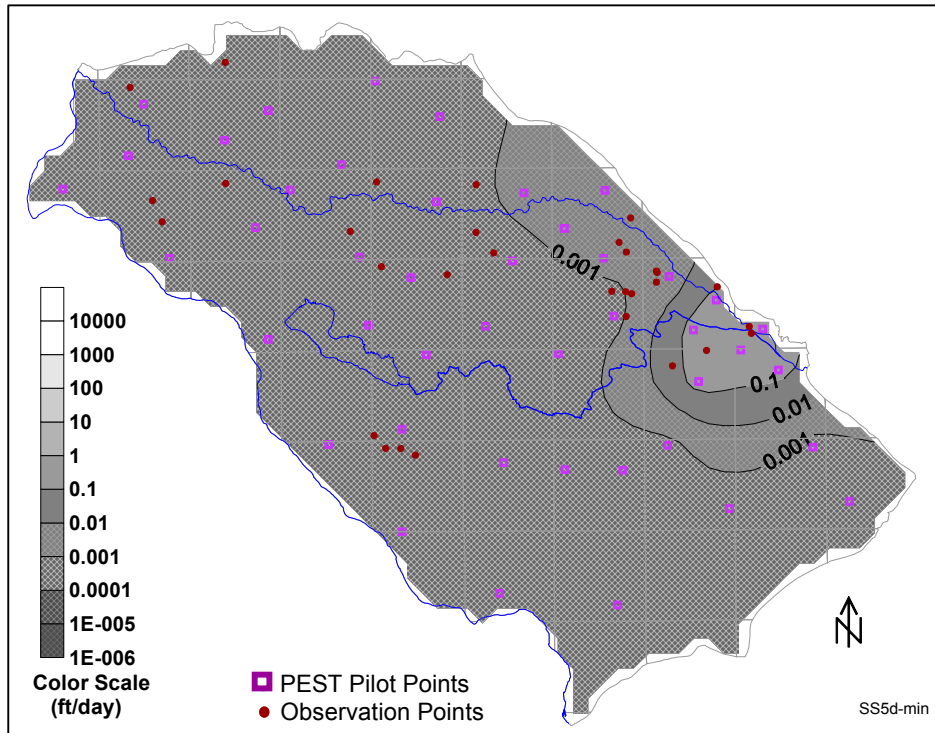 0.001
0.1
0.01
0.001
10000
1000
100
10
1
0.1
0.01
0.001
0.0001
1E-005
1E-006
Color Scale
(ft/day)
PEST Pilot Points
Observation Points
N
SS5d-min